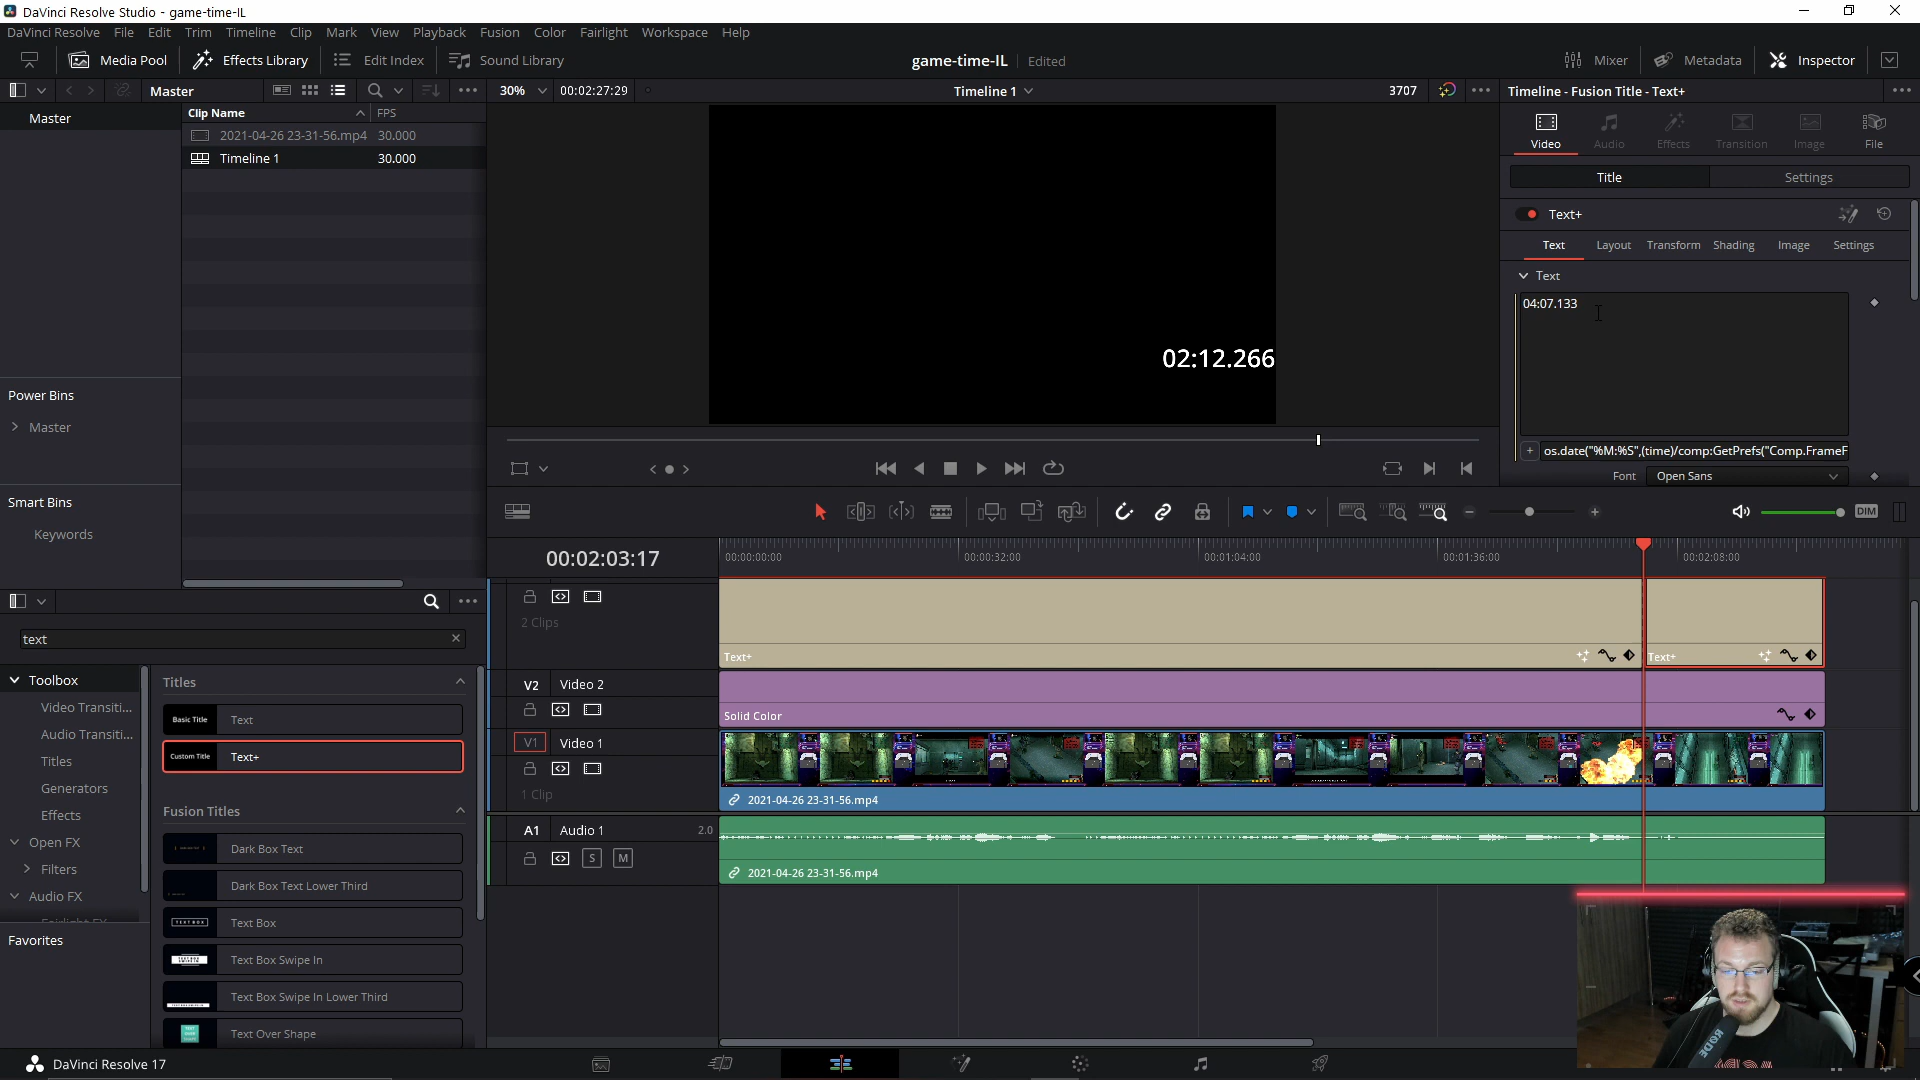 DaVinci Resolve Studio - game-time-IL
DaVinci Resolve File Edit Trim Timeline Clip Mark View Playback Fusion Color Fairlight Workspace Help
Media Pool Effects Library Edit Index Sound Library game-time-IL Edited Mixer Metadata Inspector
Master 30% 00:02:27:29 Timeline 1 3707 Timeline - Fusion Title - Text+
Master
Clip Name FPS
2021-04-26 23-31-56.mp4 30.000
Timeline 1 30.000
Video Audio Effects Transition Image File
Title Settings
Text+
Text Layout Transform Shading Image Settings
Text
04:07.133
02:12.266
Power Bins
Master
os.date("%M:%S",(time)/comp:GetPrefs("Comp.FrameF
Font Open Sans
Smart Bins
Keywords
DIM
00:02:03:17
00:00:00:00 00:00:32:00 00:01:04:00 00:01:36:00 00:02:08:00
2 Clips
Text+ Text+
text
V2 Video 2
Solid Color
V1 Video 1
1 Clip
2021-04-26 23-31-56.mp4
A1 Audio 1 2.0
S M
2021-04-26 23-31-56.mp4
Toolbox
Video Transiti...
Audio Transiti...
Titles
Generators
Effects
Open FX
Filters
Audio FX
Fairlight FX
Favorites
Titles
Basic Title Text
Custom Title Text+
Fusion Titles
Dark Box Text
Dark Box Text Lower Third
TEXT BOX Text Box
Text Box Swipe In
Text Box Swipe In Lower Third
Text Over Shape
RØDE
DaVinci Resolve 17